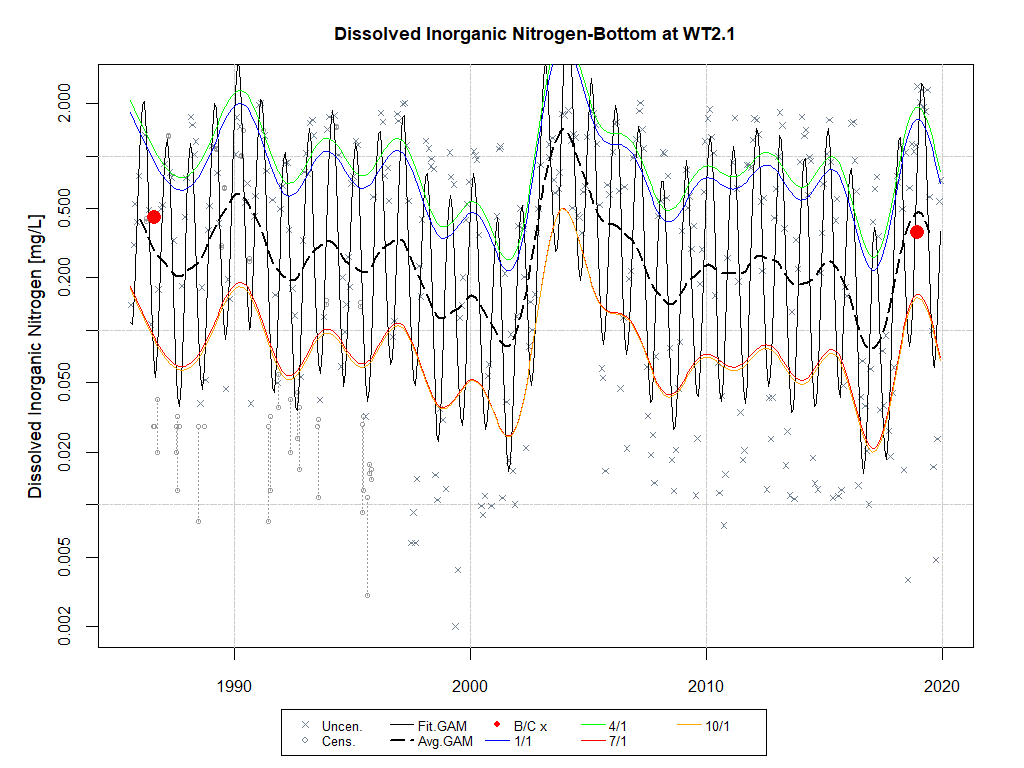 Dissolved Inorganic Nitrogen-Bottom at WT2.1
Dissolved Inorganic Nitrogen [mg/L]
2.000
0.500
0.200
0.050
0.020
0.005
0.002
1990 2000 2010 2020
Uncen. Fit.GAM B/C x 4/1 10/1
Cens. Avg.GAM 1/1 7/1